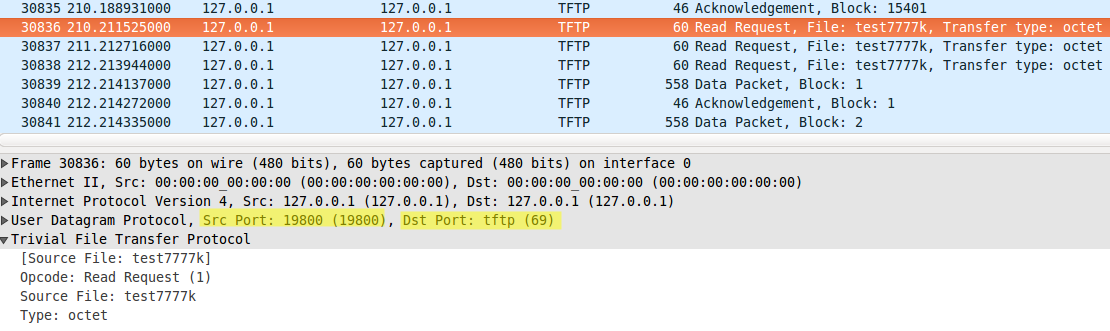 30835 210.188931000 127.0.0.1 127.0.0.1 TFTP 46 Acknowledgement, Block: 15401
30836 210.211525000 127.0.0.1 127.0.0.1 TFTP 60 Read Request, File: test7777k, Transfer type: octet
30837 211.212716000 127.0.0.1 127.0.0.1 TFTP 60 Read Request, File: test7777k, Transfer type: octet
30838 212.213944000 127.0.0.1 127.0.0.1 TFTP 60 Read Request, File: test7777k, Transfer type: octet
30839 212.214137000 127.0.0.1 127.0.0.1 TFTP 558 Data Packet, Block: 1
30840 212.214272000 127.0.0.1 127.0.0.1 TFTP 46 Acknowledgement, Block: 1
30841 212.214335000 127.0.0.1 127.0.0.1 TFTP 558 Data Packet, Block: 2
Frame 30836: 60 bytes on wire (480 bits), 60 bytes captured (480 bits) on interface 0
Ethernet II, Src: 00:00:00_00:00:00 (00:00:00:00:00:00), Dst: 00:00:00_00:00:00 (00:00:00:00:00:00)
Internet Protocol Version 4, Src: 127.0.0.1 (127.0.0.1), Dst: 127.0.0.1 (127.0.0.1)
User Datagram Protocol, Src Port: 19800 (19800), Dst Port: tftp (69)
Trivial File Transfer Protocol
[Source File: test7777k]
Opcode: Read Request (1)
Source File: test7777k
Type: octet